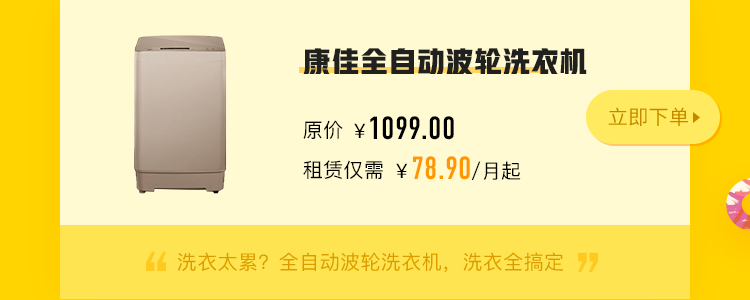 康佳全自动波轮洗衣机
原价 ￥1099.00
立即下单
租赁仅需 ￥78.90/月起
“ 洗衣太累？全自动波轮洗衣机，洗衣全搞定 ”